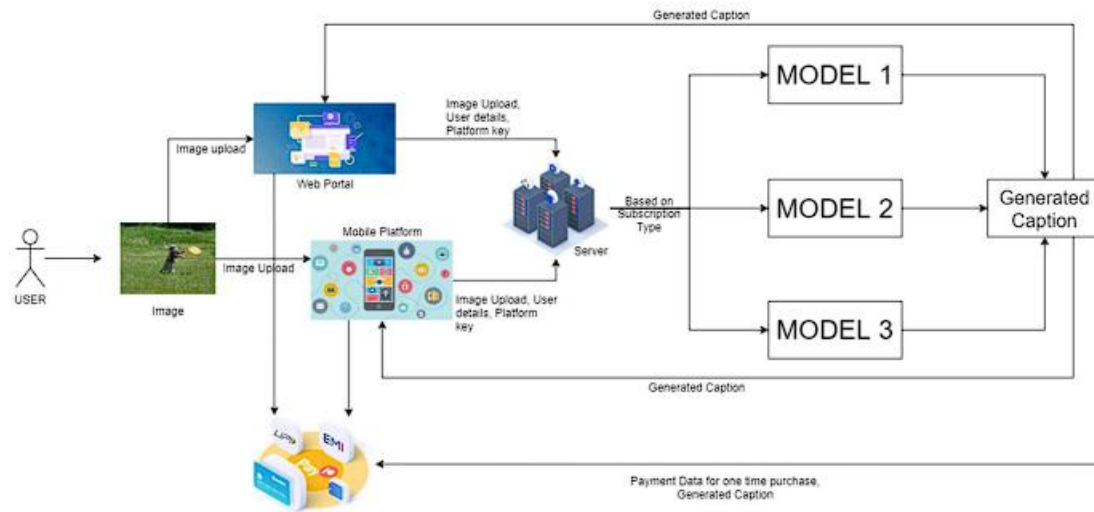 Generated Caption
MODEL 1
Image Upload,
User details,
Platform key
Image upload
Web Portal
Based on
Subscription
Type
MODEL 2
Generated
Caption
Server
Mobile Platform
USER
Image Upload
Image
Image Upload, User
details, Platform
key
MODEL 3
Generated Caption
UPI
EMI
Pay
Payment Data for one time purchase,
Generated Caption